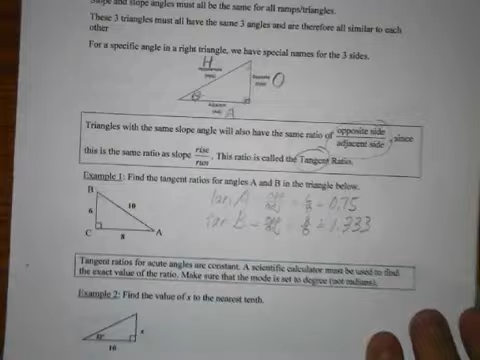 Slope and slope angles must all be the same for all ramps/triangles.
These 3 triangles must all have the same 3 angles and are therefore all similar to each
other
For a specific angle in a right triangle, we have special names for the 3 sides.
H
O
θ
A
Triangles with the same slope angle will also have the same ratio of opposite side / adjacent side, since
this is the same ratio as slope rise / run. This ratio is called the Tangent Ratio.
Example 1: Find the tangent ratios for angles A and B in the triangle below.
B
6
10
C
8
A
tan A = 6/8 = 0.75
tan B = 8/6 = 1.333
Tangent ratios for acute angles are constant. A scientific calculator must be used to find
the exact value of the ratio. Make sure that the mode is set to degree (not radians).
Example 2: Find the value of x to the nearest tenth.
x
10